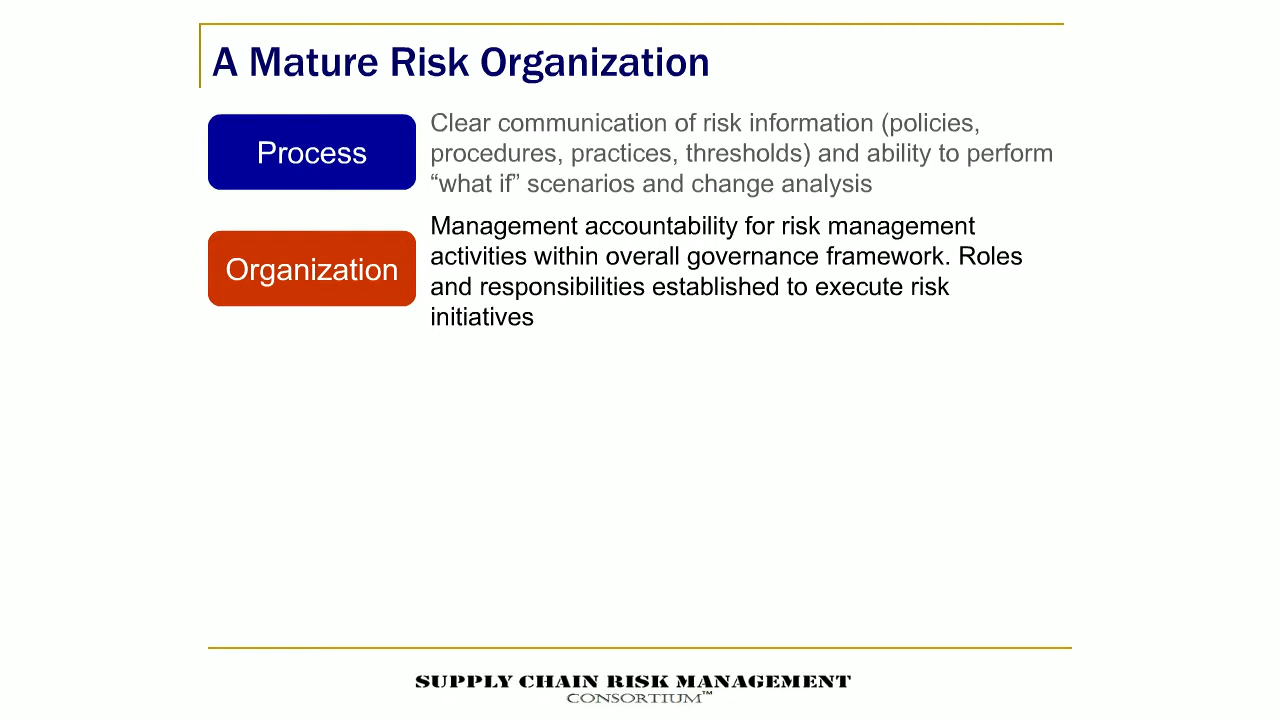 A Mature Risk Organization
Process
Clear communication of risk information (policies,
procedures, practices, thresholds) and ability to perform
“what if” scenarios and change analysis
Organization
Management accountability for risk management
activities within overall governance framework. Roles
and responsibilities established to execute risk
initiatives
SUPPLY CHAIN RISK MANAGEMENT
CONSORTIUM™